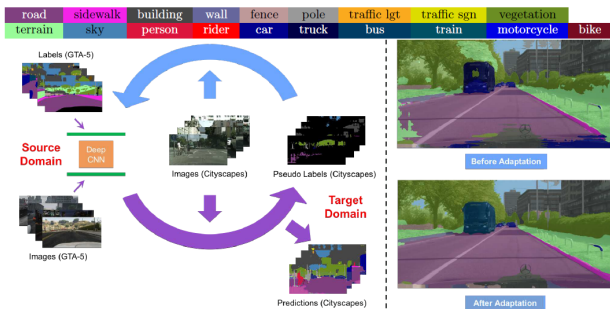 road sidewalk building wall fence pole traffic lgt traffic sgn vegetation
terrain sky person rider car truck bus train motorcycle bike
Labels (GTA-5)
Source
Domain
Deep
CNN
Images (Cityscapes)
Pseudo Labels (Cityscapes)
Target
Domain
Images (GTA-5)
Predictions (Cityscapes)
Before Adaptation
After Adaptation